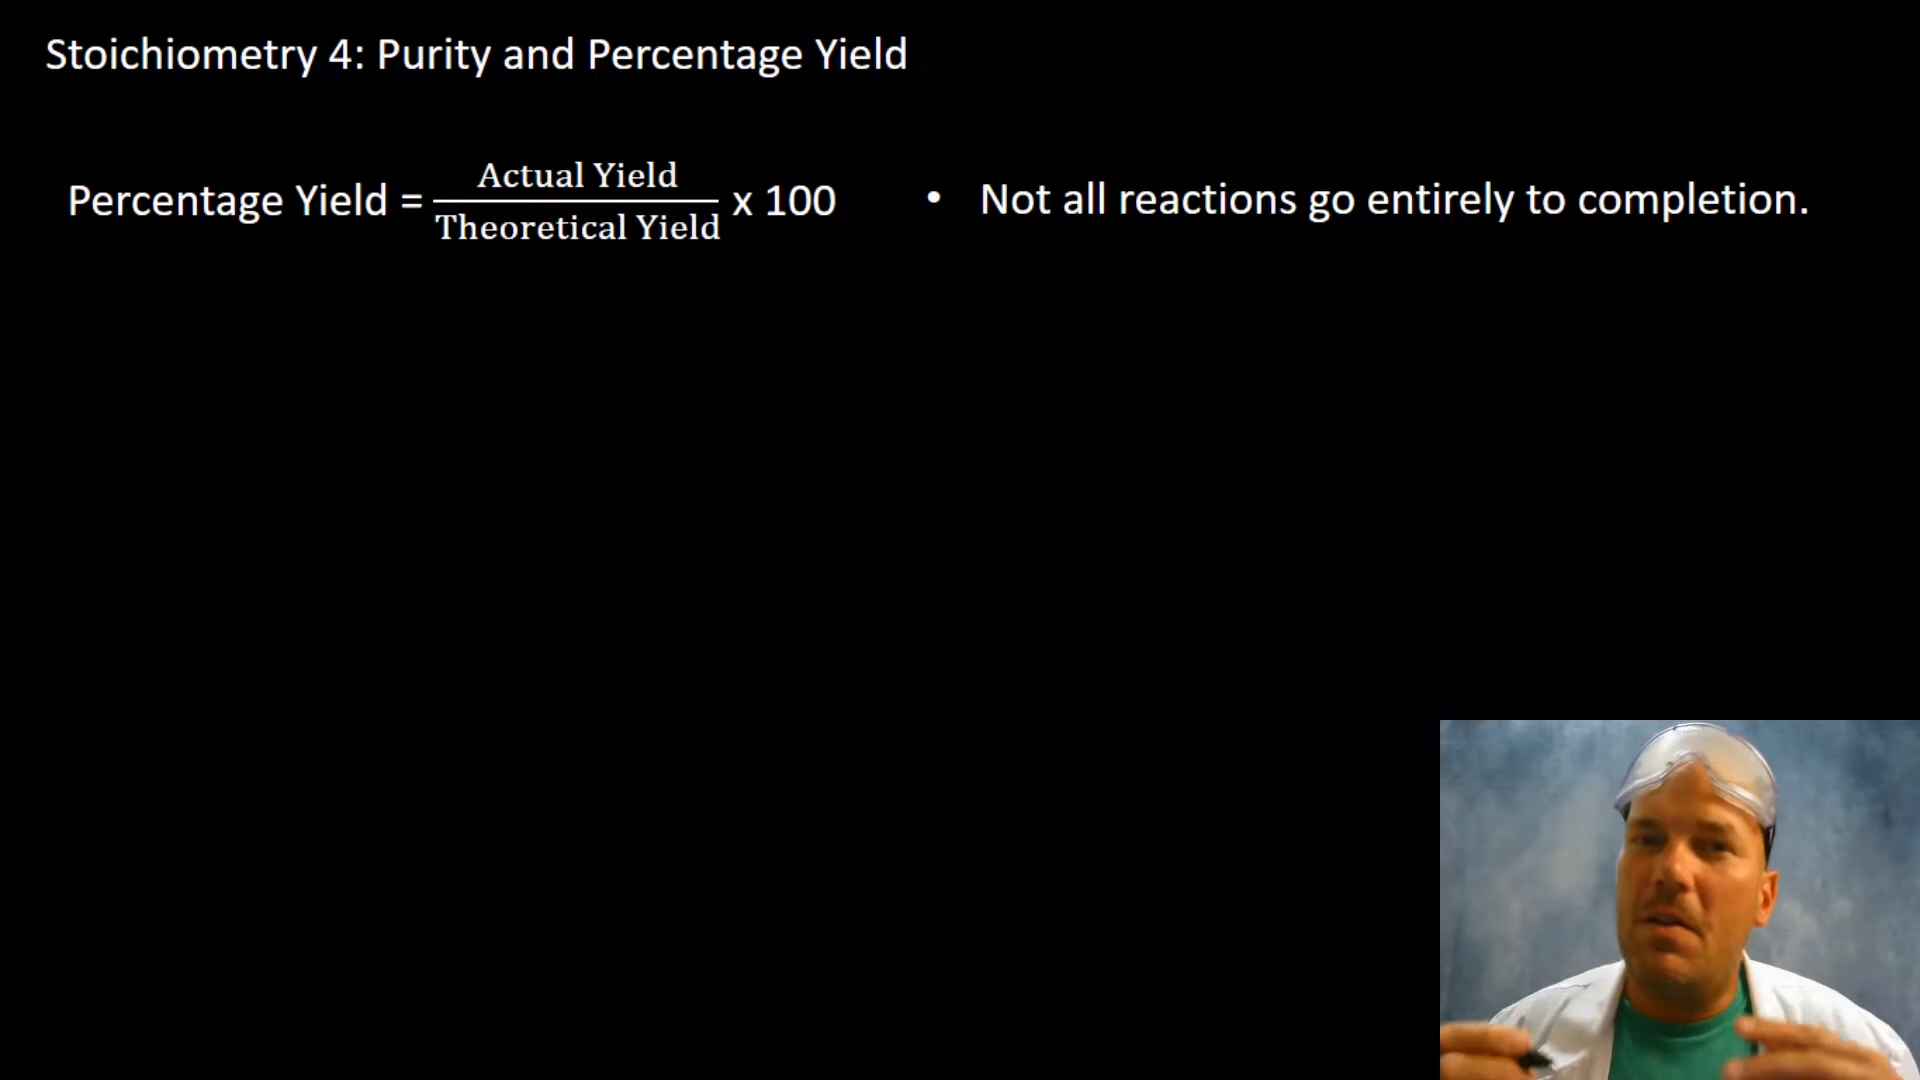 Stoichiometry 4: Purity and Percentage Yield
Percentage Yield = Actual Yield / Theoretical Yield x 100
• Not all reactions go entirely to completion.